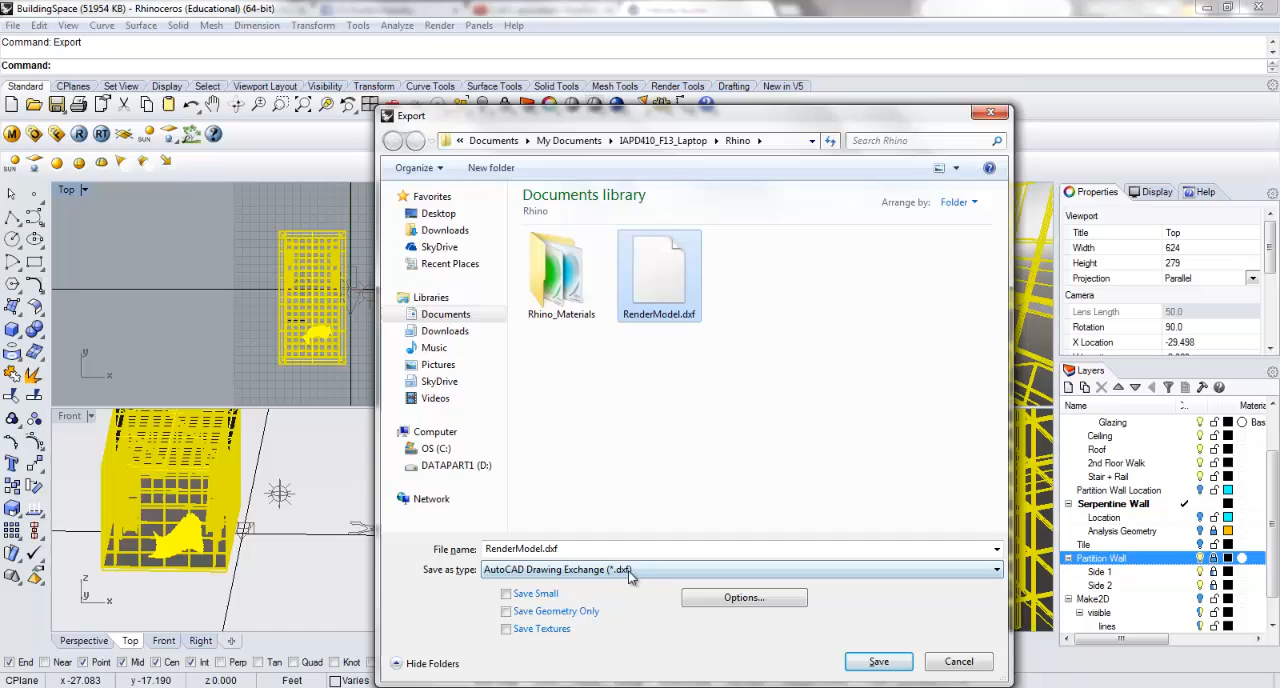 BuildingSpace (51954 KB) - Rhinoceros (Educational) (64-bit)
File Edit View Curve Surface Solid Mesh Dimension Transform Tools Analyze Render Panels Help
Command: Export
Command:
Standard CPlanes Set View Display Select Viewport Layout Visibility Transform Curve Tools Surface Tools Solid Tools Mesh Tools Render Tools Drafting New in V5
Export
« Documents My Documents IAPD410_F13_Laptop Rhino
Search Rhino
Organize New folder
Favorites
Desktop
Downloads
SkyDrive
Recent Places
Libraries
Documents
Downloads
Music
Pictures
SkyDrive
Videos
Computer
OS (C:)
DATAPART1 (D:)
Network
Documents library
Rhino
Arrange by: Folder
Rhino_Materials
RenderModel.dxf
File name: RenderModel.dxf
Save as type: AutoCAD Drawing Exchange (*.dxf)
Save Small
Save Geometry Only
Save Textures
Options...
Hide Folders
Save
Cancel
Top
y
x
Front
z
y
x
Properties Display Help
Viewport
Title Top
Width 624
Height 279
Projection Parallel
Camera
Lens Length 50.0
Rotation 90.0
X Location -29.498
Layers
Name Materia
Glazing Bas
Ceiling
Roof
2nd Floor Walk
Stair + Rail
Partition Wall Location
Serpentine Wall
Location
Analysis Geometry
Tile
Partition Wall
Side 1
Side 2
Make2D
visible
lines
Perspective Top Front Right
End Near Point Mid Cen Int Perp Tan Quad Knot
CPlane x -27.083 y -17.190 z 0.000 Feet Varies